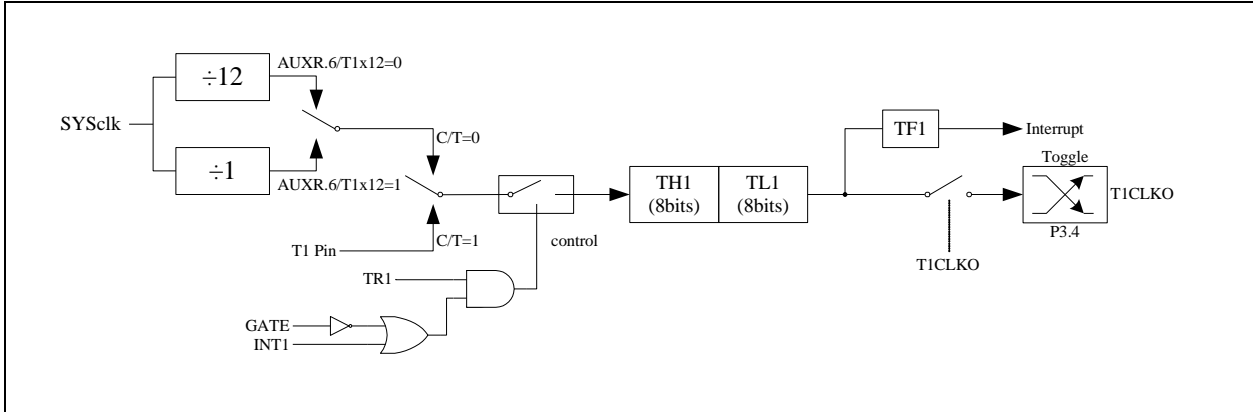 ÷12
AUXR.6/T1x12=0
SYSclk
÷1
AUXR.6/T1x12=1
C/T=0
C/T=1
T1 Pin
control
TR1
GATE
INT1
TH1
(8bits)
TL1
(8bits)
TF1
Interrupt
Toggle
T1CLKO
P3.4
T1CLKO